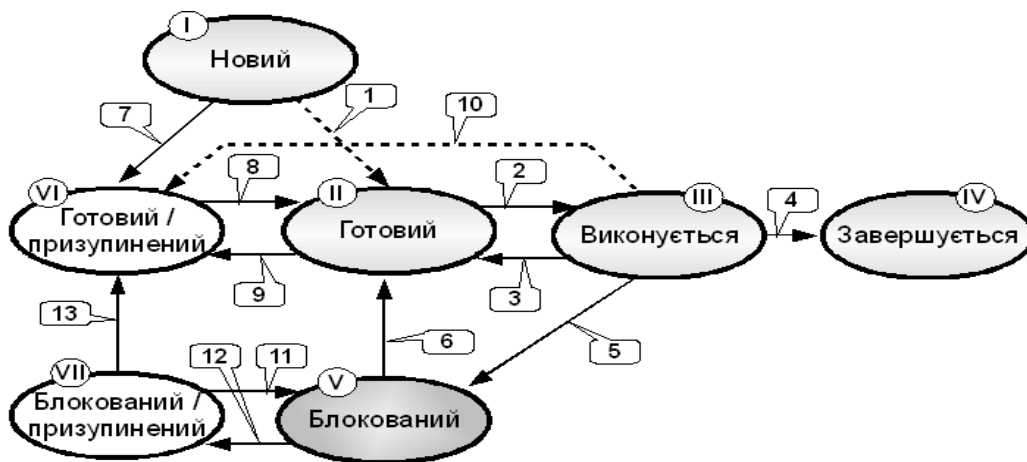 I
Новий
7
1
10
VI
8
II
2
III
IV
4
Готовий /
призупинений
Готовий
Виконується
Завершується
9
3
13
VII
12
11
V
6
5
Блокований /
призупинений
Блокований